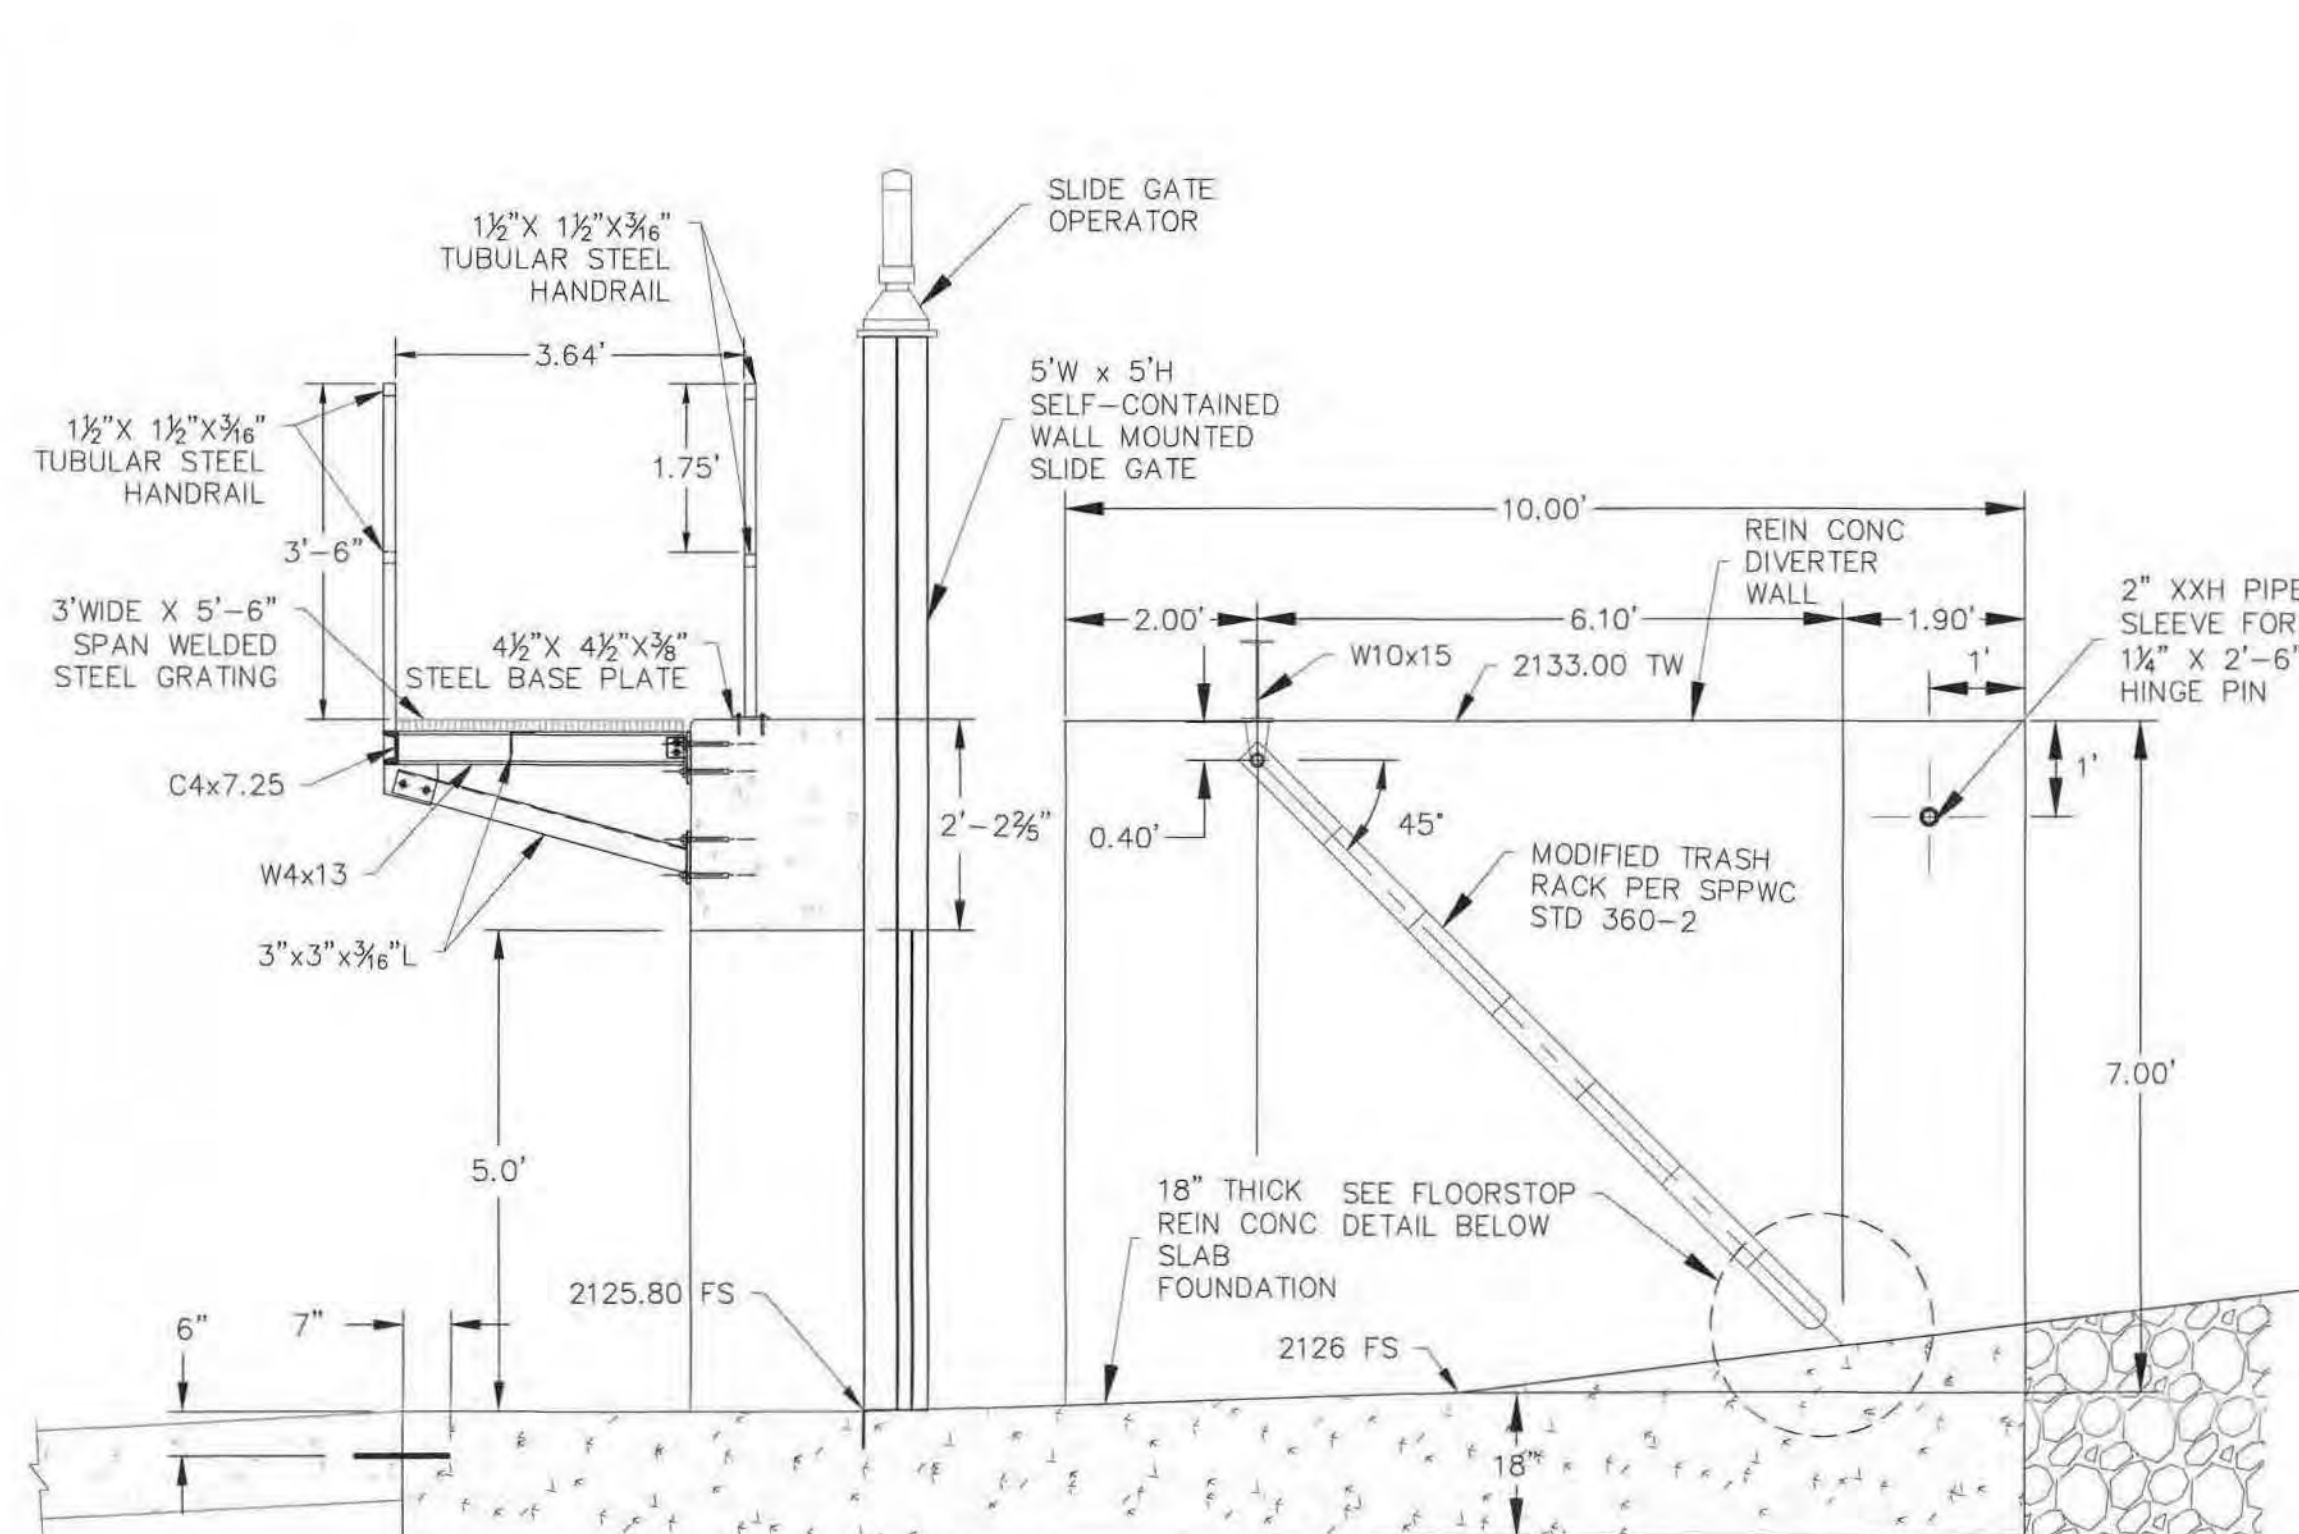 SLIDE GATE
OPERATOR
1½"X 1½"X3/16"
TUBULAR STEEL
HANDRAIL
3.64'
5'W x 5'H
SELF-CONTAINED
WALL MOUNTED
SLIDE GATE
1½"X 1½"X3/16"
TUBULAR STEEL
HANDRAIL
1.75'
3'-6"
10.00'
REIN CONC
DIVERTER
WALL
3'WIDE X 5'-6"
SPAN WELDED
STEEL GRATING
4½"X 4½"X⅜"
STEEL BASE PLATE
2.00'
6.10'
1.90'
2" XXH PIPE
SLEEVE FOR
1¼" X 2'-6"
HINGE PIN
W10x15
2133.00 TW
1'
1'
C4x7.25
2'-2⅖"
0.40'
45°
W4x13
MODIFIED TRASH
RACK PER SPPWC
STD 360-2
3"x3"x3/16"L
7.00'
5.0'
18" THICK
REIN CONC
SLAB
FOUNDATION
SEE FLOORSTOP
DETAIL BELOW
2125.80 FS
6"
7"
2126 FS
18"